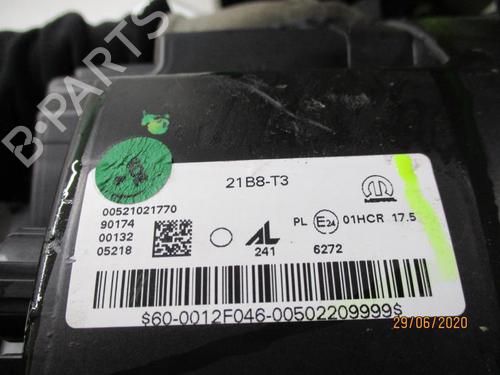 B-PARTS
21B8-T3
00521021770
90174
00132
05218
AL
241
PL E24 01HCR 17.5
6272
$60-0012F046-00502209999$
29/06/2020